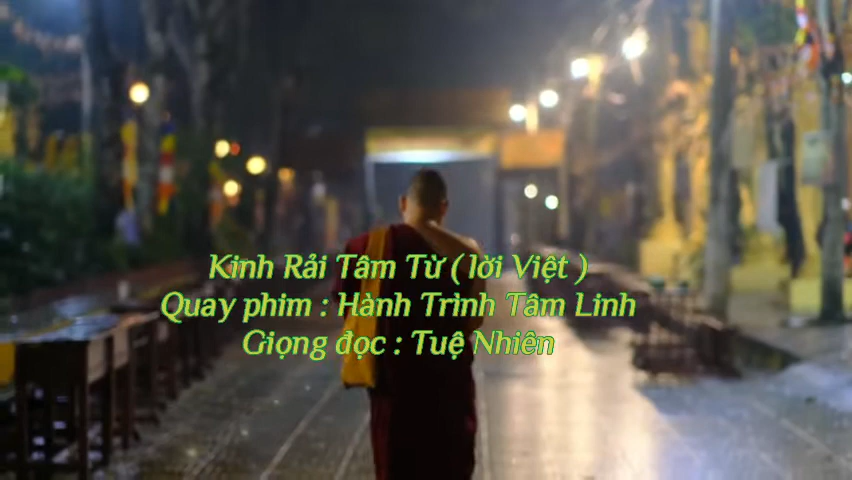 Kinh Rải Tâm Từ ( lời Việt )
Quay phim : Hành Trình Tâm Linh
Giọng đọc : Tuệ Nhiên